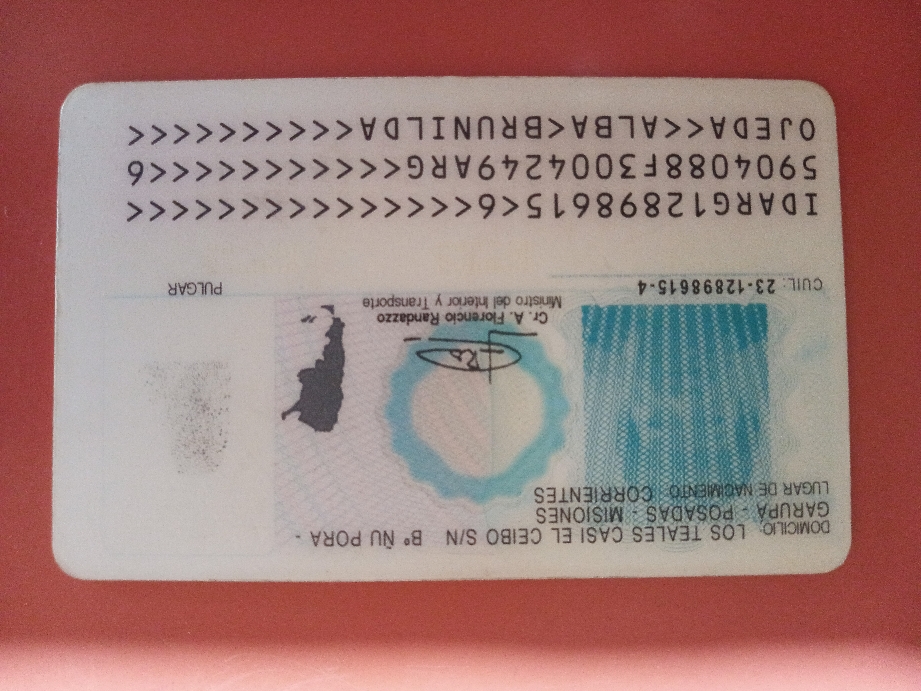 DOMICILIO: LOS TEALES CASI EL CEIBO S/N Bº ÑU PORA -
GARUPA - POSADAS - MISIONES
LUGAR DE NACIMIENTO: CORRIENTES
Cr. A. Florencio Randazzo
Ministro del Interior y Transporte
CUIL: 23-12898615-4
PULGAR
IDARG12898615<6<<<<<<<<<<<<<<<
5904088F3004249ARG<<<<<<<<<<<6
OJEDA<<ALBA<BRUNILDA<<<<<<<<<<